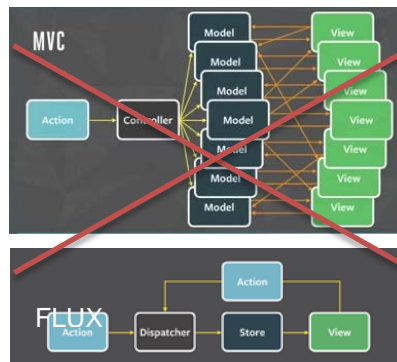 MVC
Model View
Model View
Model View
Action Controller Model View
Model View
Model View
Model View
Action
FLUX
Action Dispatcher Store View